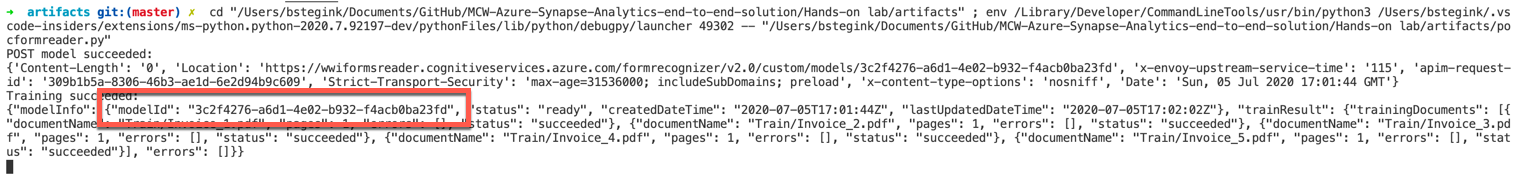 → artifacts git:(master) ✗ cd "/Users/bstegink/Documents/GitHub/MCW-Azure-Synapse-Analytics-end-to-end-solution/Hands-on lab/artifacts" ; env /Library/Developer/CommandLineTools/usr/bin/python3 /Users/bstegink/.vs
code-insiders/extensions/ms-python.python-2020.7.92197-dev/pythonFiles/lib/python/debugpy/launcher 49302 -- "/Users/bstegink/Documents/GitHub/MCW-Azure-Synapse-Analytics-end-to-end-solution/Hands-on lab/artifacts/po
cformreader.py"
POST model succeeded:
{'Content-Length': '0', 'Location': 'https://wwiformsreader.cognitiveservices.azure.com/formrecognizer/v2.0/custom/models/3c2f4276-a6d1-4e02-b932-f4acb0ba23fd', 'x-envoy-upstream-service-time': '115', 'apim-request-
id': '309b1b5a-8306-46b3-ae1d-6e2d94b9c609', 'Strict-Transport-Security': 'max-age=31536000; includeSubDomains; preload', 'x-content-type-options': 'nosniff', 'Date': 'Sun, 05 Jul 2020 17:01:44 GMT'}
Training succeeded:
{"modelInfo": {"modelId": "3c2f4276-a6d1-4e02-b932-f4acb0ba23fd", "status": "ready", "createdDateTime": "2020-07-05T17:01:44Z", "lastUpdatedDateTime": "2020-07-05T17:02:02Z"}, "trainResult": {"trainingDocuments": [{
"documentName": "Train/Invoice_1.pdf", "pages": 1, "errors": [], "status": "succeeded"}, {"documentName": "Train/Invoice_2.pdf", "pages": 1, "errors": [], "status": "succeeded"}, {"documentName": "Train/Invoice_3.pd
f", "pages": 1, "errors": [], "status": "succeeded"}, {"documentName": "Train/Invoice_4.pdf", "pages": 1, "errors": [], "status": "succeeded"}, {"documentName": "Train/Invoice_5.pdf", "pages": 1, "errors": [], "stat
us": "succeeded"}], "errors": []}}